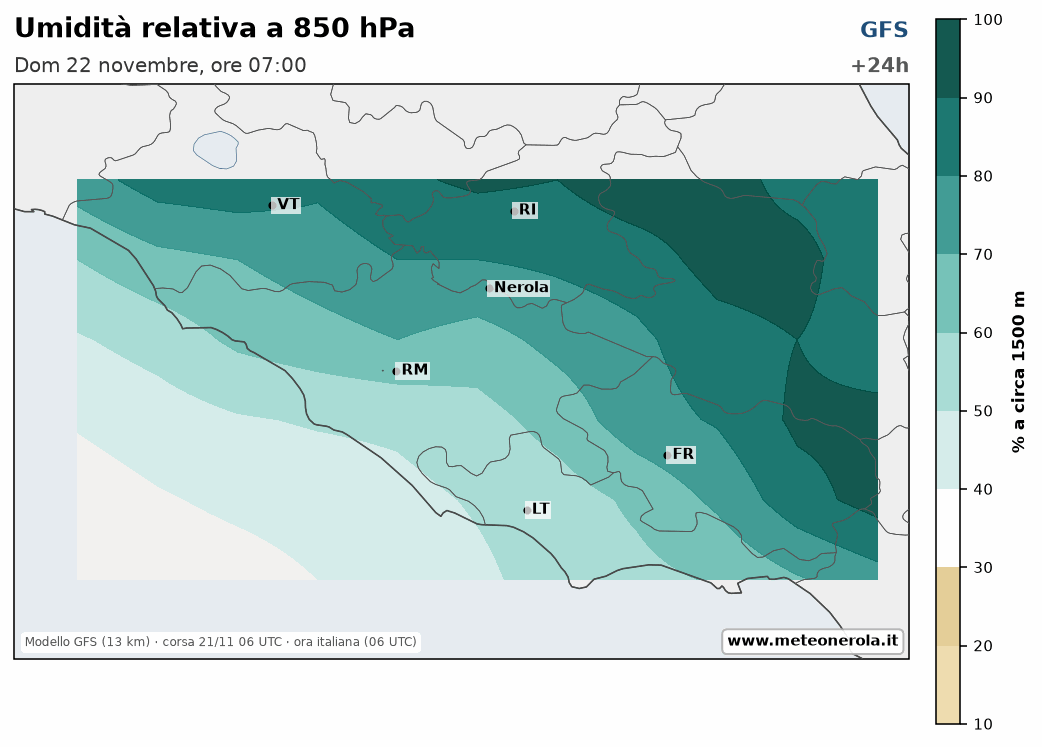 Umidità relativa a 850 hPa
GFS
Dom 22 novembre, ore 07:00
+24h
VT
RI
Nerola
RM
FR
LT
Modello GFS (13 km) · corsa 21/11 06 UTC · ora italiana (06 UTC)
www.meteonerola.it
100
90
80
70
60
50
40
30
20
10
% a circa 1500 m